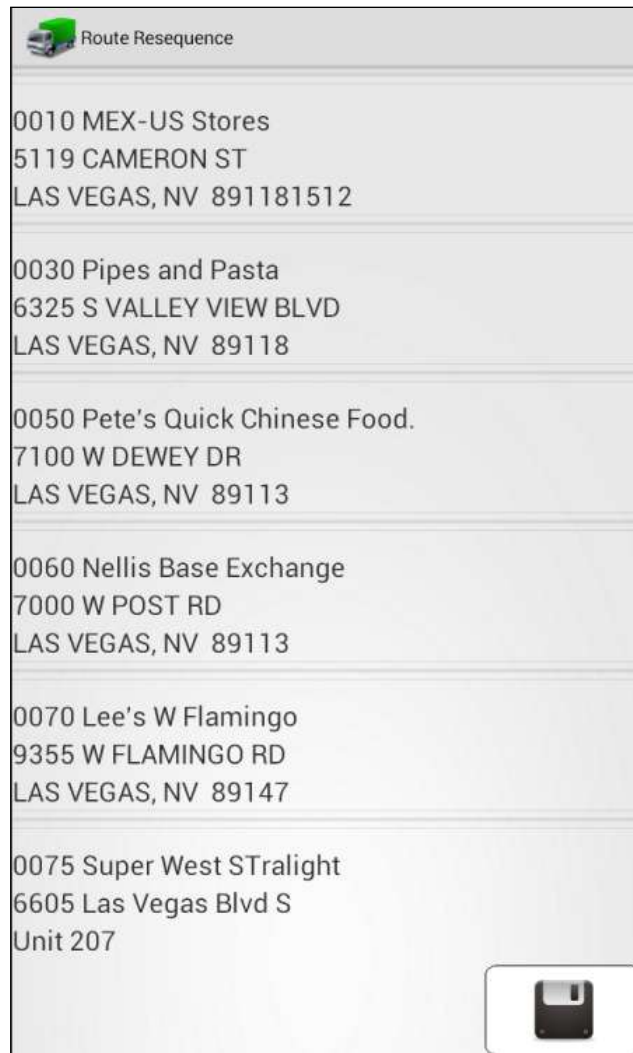 Route Resequence
0010 MEX-US Stores
5119 CAMERON ST
LAS VEGAS, NV  891181512
0030 Pipes and Pasta
6325 S VALLEY VIEW BLVD
LAS VEGAS, NV  89118
0050 Pete's Quick Chinese Food.
7100 W DEWEY DR
LAS VEGAS, NV  89113
0060 Nellis Base Exchange
7000 W POST RD
LAS VEGAS, NV  89113
0070 Lee's W Flamingo
9355 W FLAMINGO RD
LAS VEGAS, NV  89147
0075 Super West STralight
6605 Las Vegas Blvd S
Unit 207